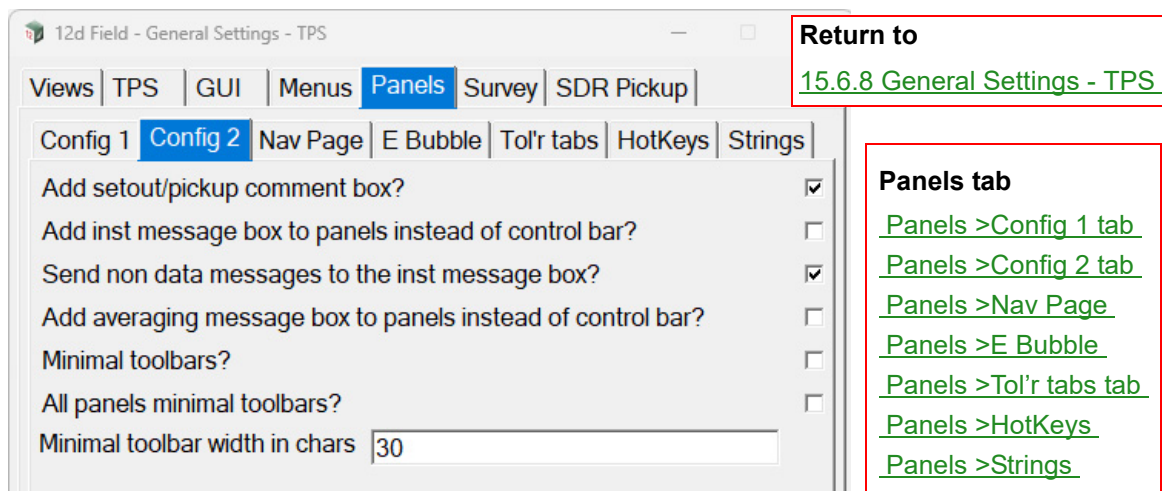 12d Field - General Settings - TPS
Views TPS GUI Menus Panels Survey SDR Pickup
Config 1 Config 2 Nav Page E Bubble Tol'r tabs HotKeys Strings
Add setout/pickup comment box?
Add inst message box to panels instead of control bar?
Send non data messages to the inst message box?
Add averaging message box to panels instead of control bar?
Minimal toolbars?
All panels minimal toolbars?
Minimal toolbar width in chars 30
Return to
15.6.8 General Settings - TPS
Panels tab
Panels >Config 1 tab
Panels >Config 2 tab
Panels >Nav Page
Panels >E Bubble
Panels >Tol’r tabs tab
Panels >HotKeys
Panels >Strings